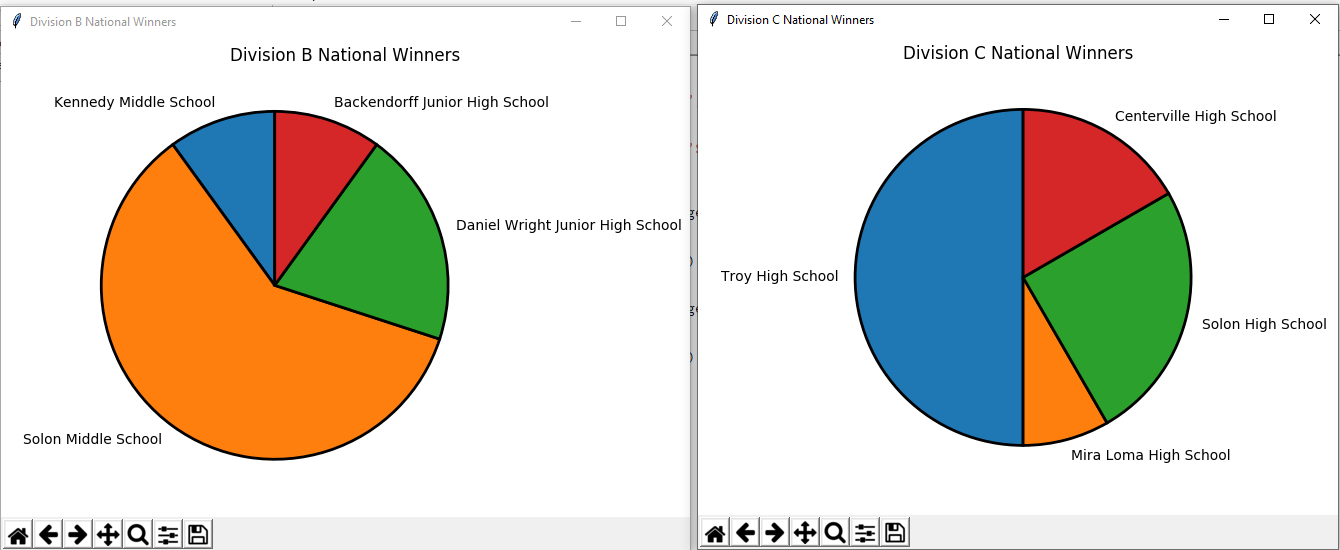 Division B National Winners
Division B National Winners
Kennedy Middle School
Backendorff Junior High School
Daniel Wright Junior High School
Solon Middle School
Division C National Winners
Division C National Winners
Centerville High School
Troy High School
Solon High School
Mira Loma High School